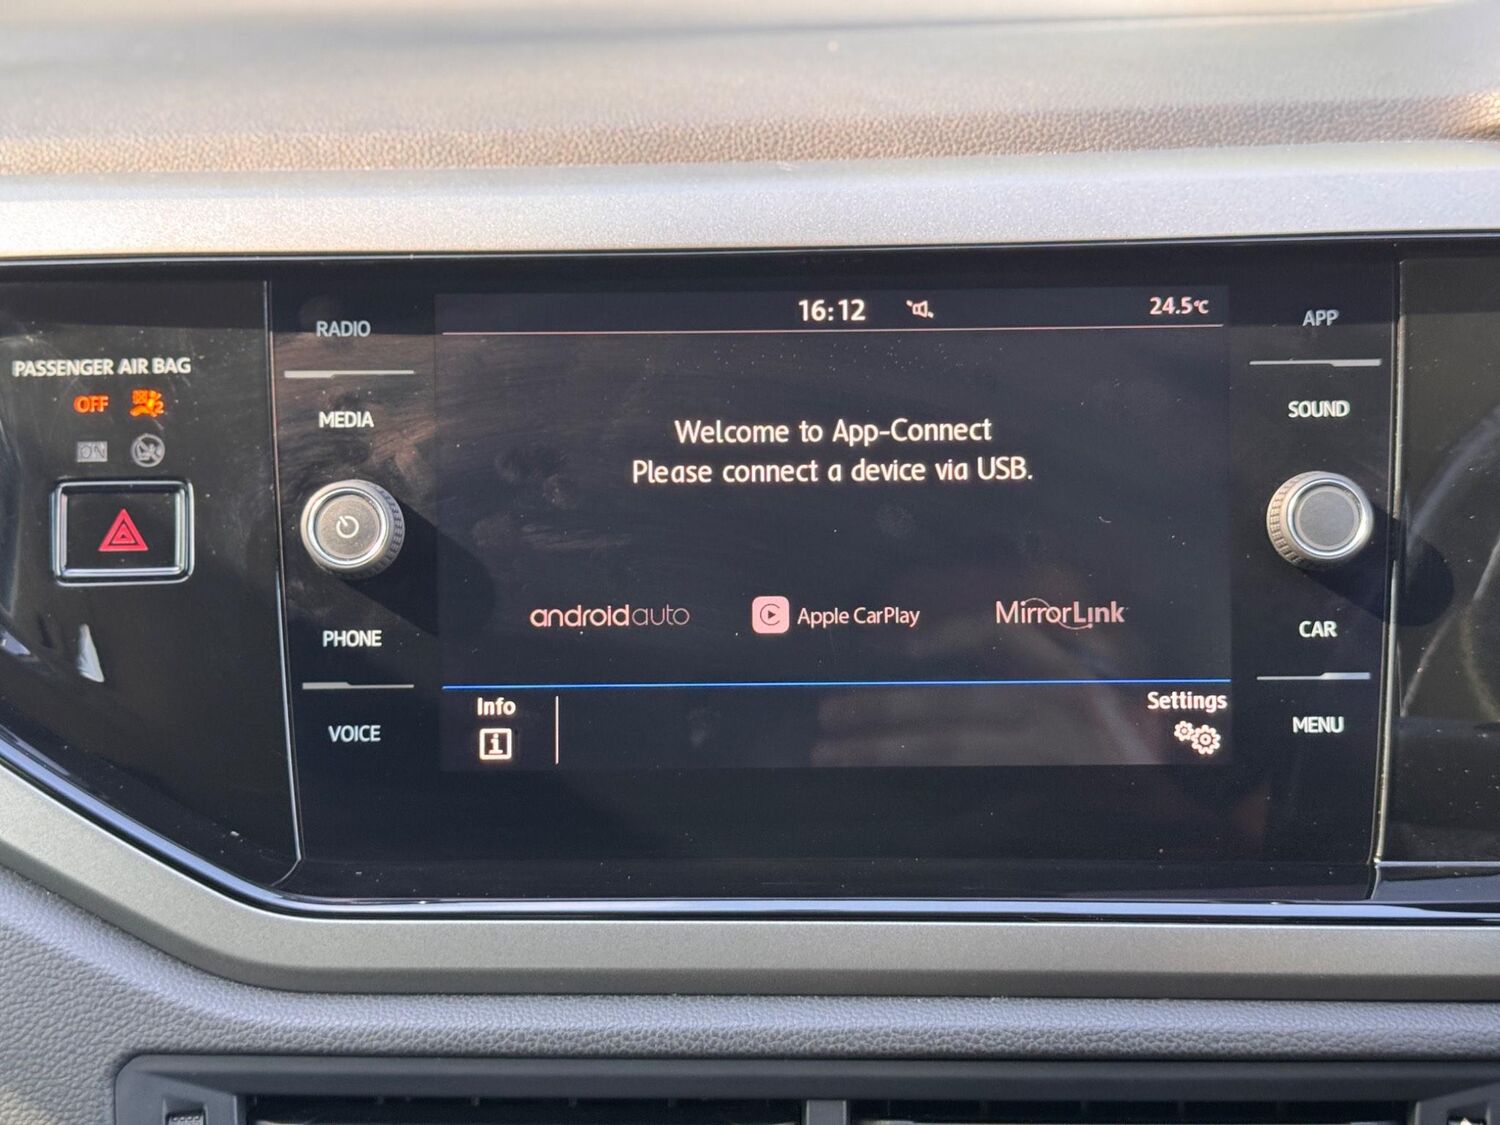 PASSENGER AIR BAG
OFF 2
ON
RADIO
MEDIA
PHONE
VOICE
16:12 24.5°C
Welcome to App-Connect
Please connect a device via USB.
androidauto Apple CarPlay MirrorLink
Info
Settings
APP
SOUND
CAR
MENU